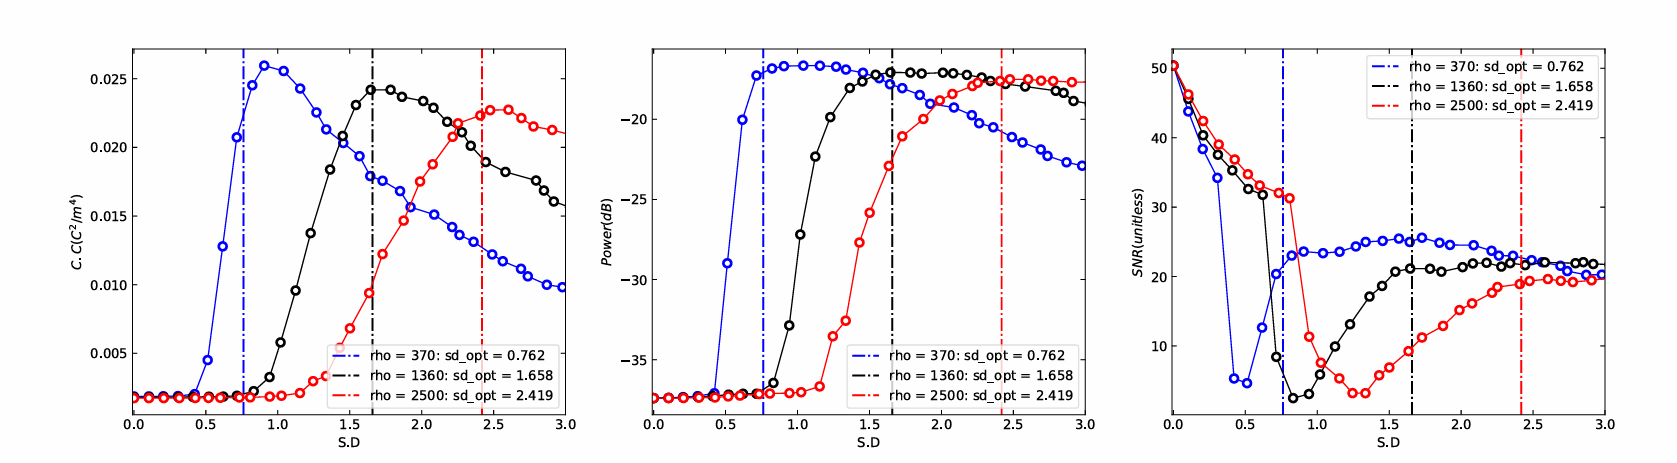 0.025
0.020
0.015
0.010
0.005
C.C(C²/m⁴)
0.0 0.5 1.0 1.5 2.0 2.5 3.0
S.D
rho = 370: sd_opt = 0.762
rho = 1360: sd_opt = 1.658
rho = 2500: sd_opt = 2.419
−20
−25
−30
−35
Power(dB)
0.0 0.5 1.0 1.5 2.0 2.5 3.0
S.D
rho = 370: sd_opt = 0.762
rho = 1360: sd_opt = 1.658
rho = 2500: sd_opt = 2.419
50
40
30
20
10
SNR(unitless)
0.0 0.5 1.0 1.5 2.0 2.5 3.0
S.D
rho = 370: sd_opt = 0.762
rho = 1360: sd_opt = 1.658
rho = 2500: sd_opt = 2.419